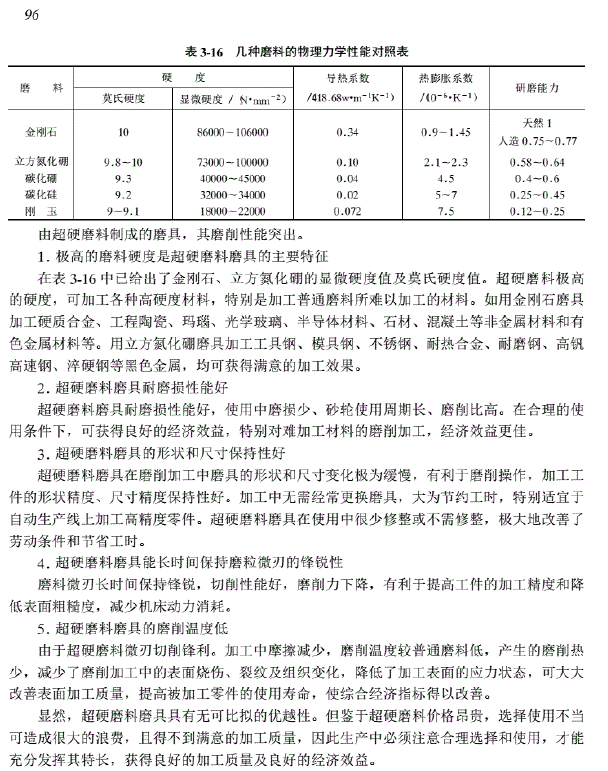 96
表 3-16 几种磨料的物理力学性能对照表
磨 料 硬 度 导热系数 热膨胀系数 研磨能力
莫氏硬度 显微硬度 / (N·mm⁻²) /(418.68w·m⁻¹K⁻¹) /(10⁻⁶·K⁻¹)
金刚石 10 86000~106000 0.34 0.9~1.45 天然 1
人造 0.75~0.77
立方氮化硼 9.8~10 73000~100000 0.10 2.1~2.3 0.58~0.64
碳化硼 9.3 40000~45000 0.04 4.5 0.4~0.6
碳化硅 9.2 32000~34000 0.02 5~7 0.25~0.45
刚 玉 9~9.1 18000~22000 0.072 7.5 0.12~0.25
由超硬磨料制成的磨具，其磨削性能突出。
1. 极高的磨料硬度是超硬磨料磨具的主要特征
在表 3-16 中已给出了金刚石、立方氮化硼的显微硬度值及莫氏硬度值。超硬磨料极高
的硬度，可加工各种高硬度材料，特别是加工普通磨料所难以加工的材料。如用金刚石磨具
加工硬质合金、工程陶瓷、玛瑙、光学玻璃、半导体材料、石材、混凝土等非金属材料和有
色金属材料等。用立方氮化硼磨具加工工具钢、模具钢、不锈钢、耐热合金、耐磨钢、高钒
高速钢、淬硬钢等黑色金属，均可获得满意的加工效果。
2. 超硬磨料磨具耐磨损性能好
超硬磨料磨具耐磨损性能好，使用中磨损少、砂轮使用周期长、磨削比高。在合理的使
用条件下，可获得良好的经济效益，特别对难加工材料的磨削加工，经济效益更佳。
3. 超硬磨料磨具的形状和尺寸保持性好
超硬磨料磨具在磨削加工中磨具的形状和尺寸变化极为缓慢，有利于磨削操作，加工工
件的形状精度、尺寸精度保持性好。加工中无需经常更换磨具，大为节约工时，特别适宜于
自动生产线上加工高精度零件。超硬磨料磨具在使用中很少修整或不需修整，极大地改善了
劳动条件和节省工时。
4. 超硬磨料磨具能长时间保持磨粒微刃的锋锐性
磨料微刃长时间保持锋锐，切削性能好，磨削力下降，有利于提高工件的加工精度和降
低表面粗糙度，减少机床动力消耗。
5. 超硬磨料磨具的磨削温度低
由于超硬磨料微刃切削锋利。加工中摩擦减少，磨削温度较普通磨料低，产生的磨削热
少，减少了磨削加工中的表面烧伤、裂纹及组织变化，降低了加工表面的应力状态，可大大
改善表面加工质量，提高被加工零件的使用寿命，使综合经济指标得以改善。
显然，超硬磨料磨具具有无可比拟的优越性。但鉴于超硬磨料价格昂贵，选择使用不当
可造成很大的浪费，且得不到满意的加工质量，因此生产中必须注意合理选择和使用，才能
充分发挥其特长，获得良好的加工质量及良好的经济效益。